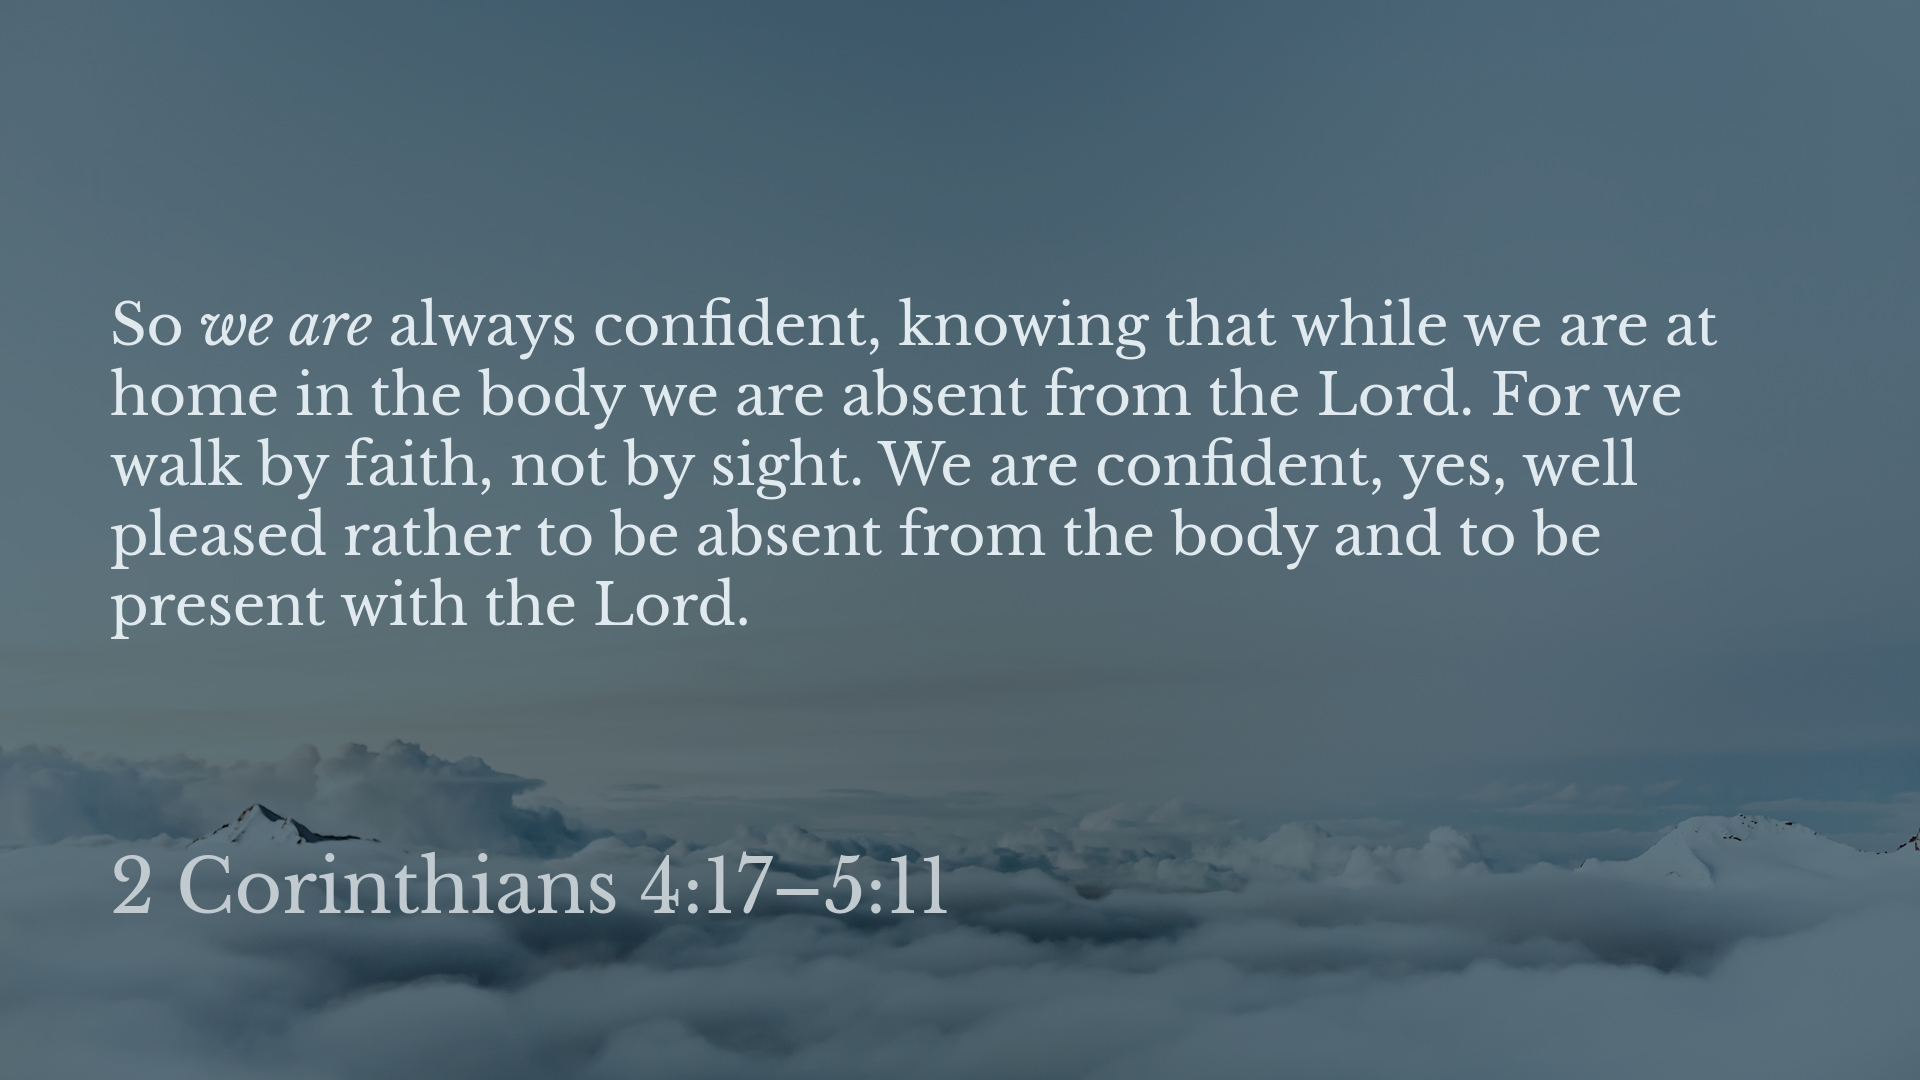 So we are always confident, knowing that while we are at
home in the body we are absent from the Lord. For we
walk by faith, not by sight. We are confident, yes, well
pleased rather to be absent from the body and to be
present with the Lord.
2 Corinthians 4:17–5:11